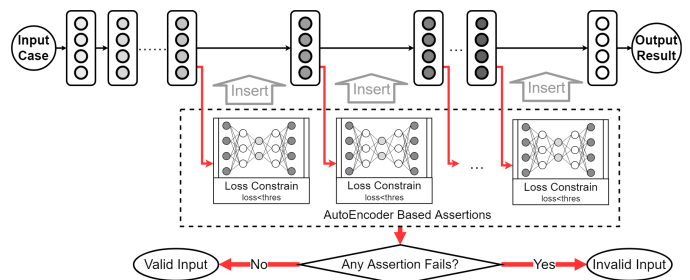 Input
Case
Output
Result
Insert
Insert
Insert
Loss Constrain
loss<thres
Loss Constrain
loss<thres
Loss Constrain
loss<thres
AutoEncoder Based Assertions
Valid Input
No
Any Assertion Fails?
Yes
Invalid Input